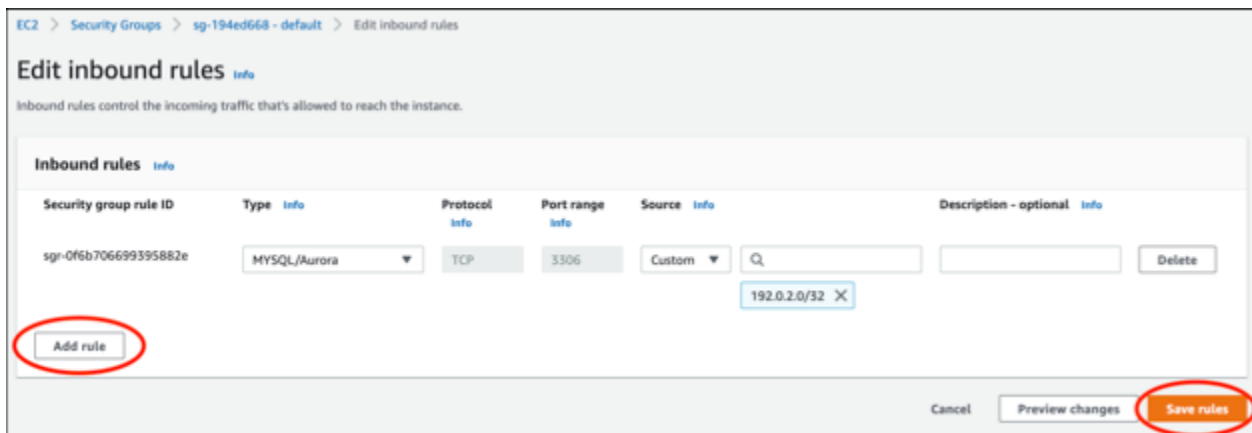 EC2 > Security Groups > sg-194ed668 - default > Edit inbound rules
Edit inbound rules Info
Inbound rules control the incoming traffic that's allowed to reach the instance.
Inbound rules Info
Security group rule ID Type Info Protocol Info Port range Info Source Info Description - optional Info
sgr-0f6b706699395882e MYSQL/Aurora TCP 3306 Custom Delete
192.0.2.0/32
Add rule
Cancel Preview changes Save rules